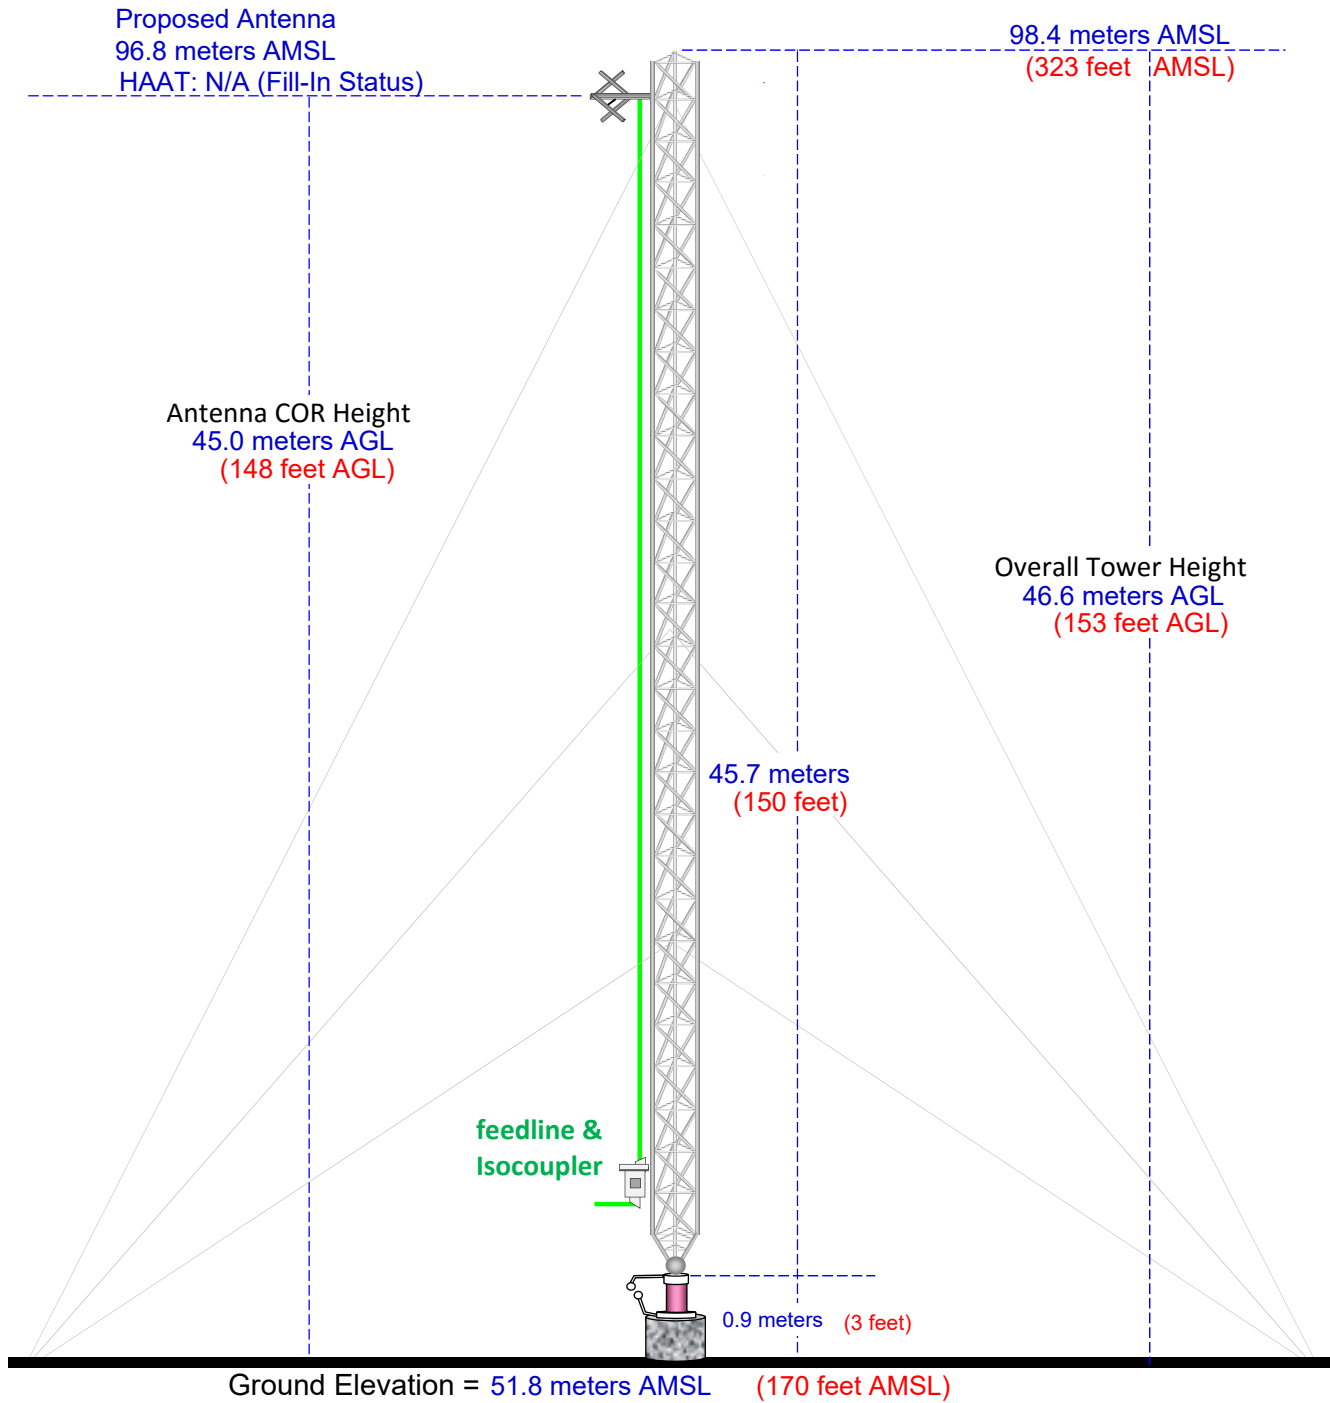 Proposed Antenna
96.8 meters AMSL
HAAT: N/A (Fill-In Status)
98.4 meters AMSL
(323 feet AMSL)
Antenna COR Height
45.0 meters AGL
(148 feet AGL)
Overall Tower Height
46.6 meters AGL
(153 feet AGL)
45.7 meters
(150 feet)
feedline &
Isocoupler
0.9 meters (3 feet)
Ground Elevation = 51.8 meters AMSL (170 feet AMSL)